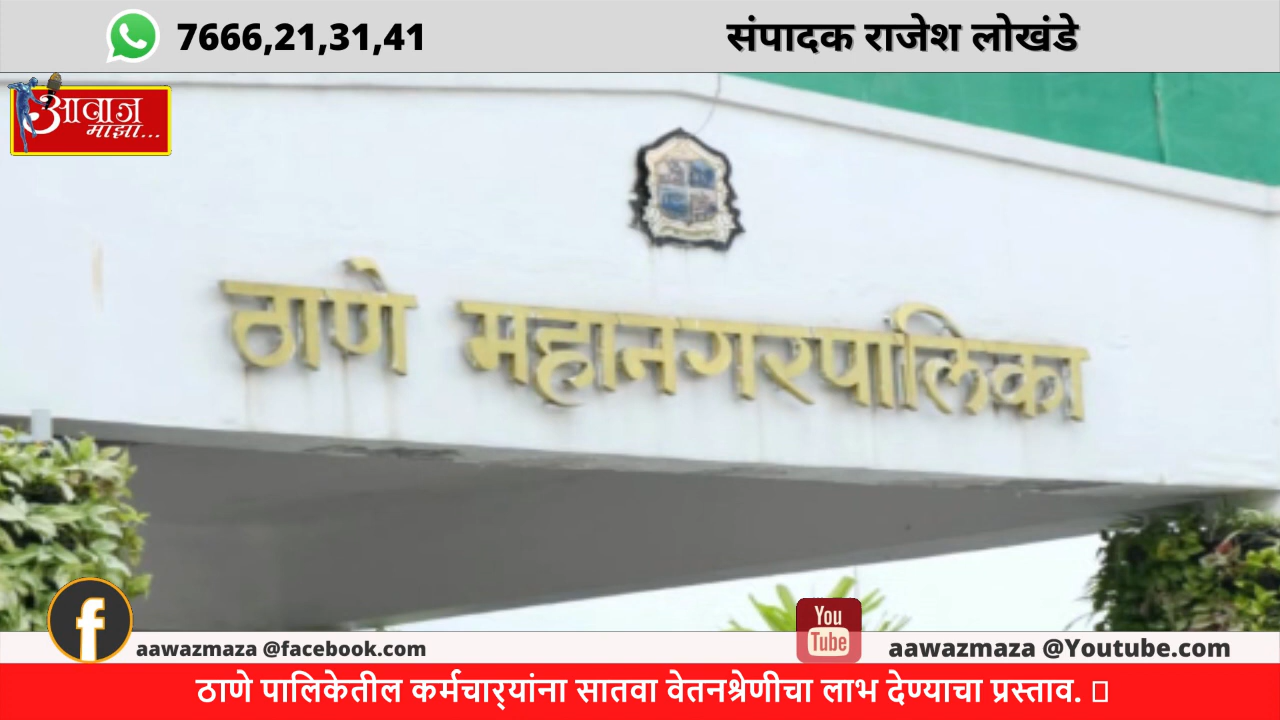 7666,21,31,41
संपादक राजेश लोखंडे
आवाज
माझा...
ठाणे महानगरपालिका
aawazmaza @facebook.com
You
Tube
aawazmaza @Youtube.com
ठाणे पालिकेतील कर्मचाऱ्यांना सातवा वेतनश्रेणीचा लाभ देण्याचा प्रस्ताव.